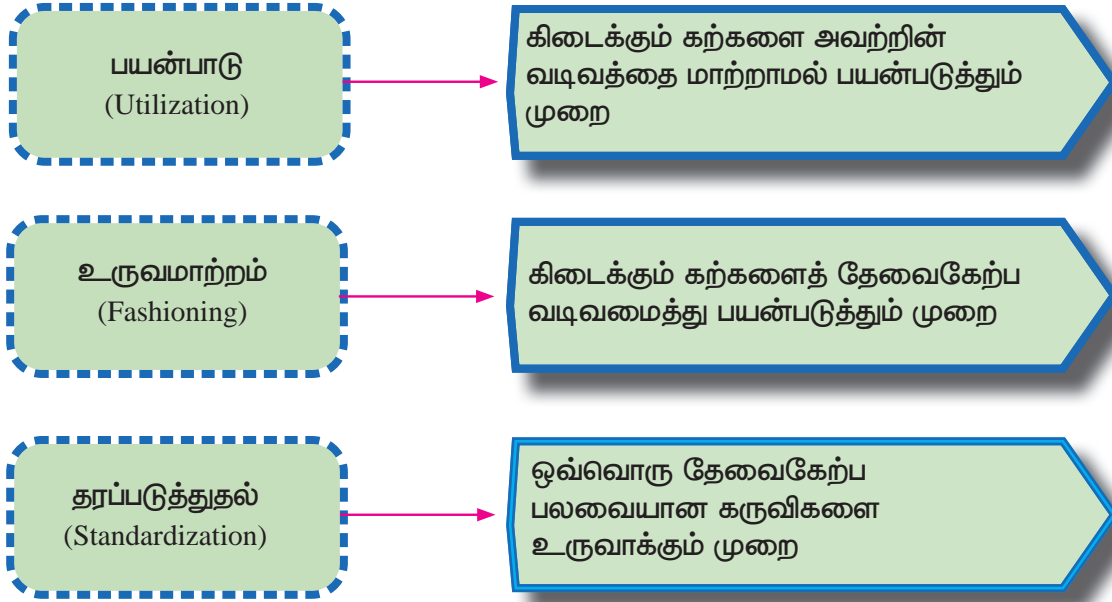 பயன்பாடு
(Utilization)
கிடைக்கும் கற்களை அவற்றின்
வடிவத்தை மாற்றாமல் பயன்படுத்தும்
முறை
உருவமாற்றம்
(Fashioning)
கிடைக்கும் கற்களைத் தேவைகேற்ப
வடிவமைத்து பயன்படுத்தும் முறை
தரப்படுத்துதல்
(Standardization)
ஒவ்வொரு தேவைகேற்ப
பலவையான கருவிகளை
உருவாக்கும் முறை